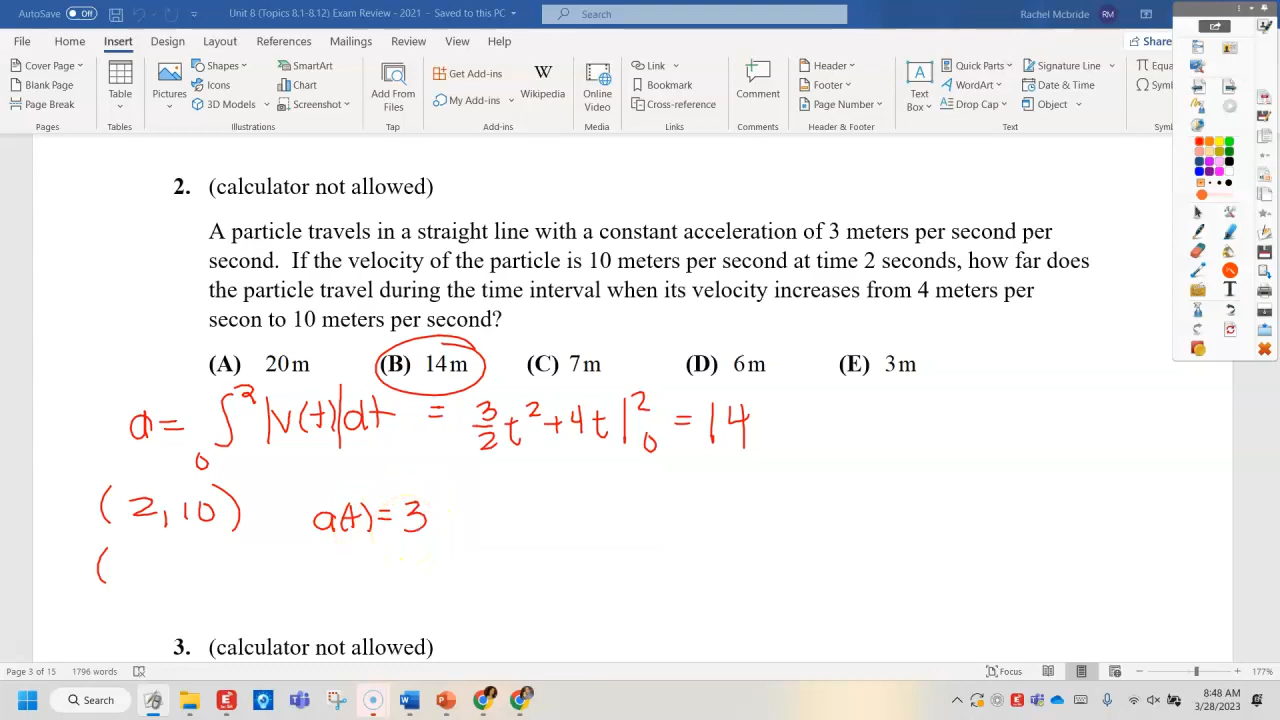 AutoSave Off
Unit 8 (Topics 8.1-8.3) Review Exam - 2021 - Word
Search
Rachel Mcbride RM
File Home Insert Design Layout References Mailings Review View Help Share
Cover Page Blank Page Page Break Pages
Table Tables
Pictures Shapes Icons 3D Models SmartArt Chart Screenshot Illustrations
Add From Files Tap
Get Add-ins My Add-ins Wikipedia Add-ins
Online Video Media
Link Bookmark Cross-reference Links
Comment Comments
Header Footer Page Number Header & Footer
Text Box Quick Parts WordArt Drop Cap Signature Line Date & Time Object Text
Equa Symb Symb
2. (calculator not allowed)
A particle travels in a straight line with a constant acceleration of 3 meters per second per
second. If the velocity of the particle is 10 meters per second at time 2 seconds, how far does
the particle travel during the time interval when its velocity increases from 4 meters per
secon to 10 meters per second?
(A) 20 m (B) 14 m (C) 7 m (D) 6 m (E) 3 m
d = ∫₀² |v(t)| dt = 3/2 t² + 4t |₀² = 14
(2, 10) a(t) = 3
(
3. (calculator not allowed)
Page 3 of 15 1796 words Focus 177%
Search
8:48 AM
3/28/2023